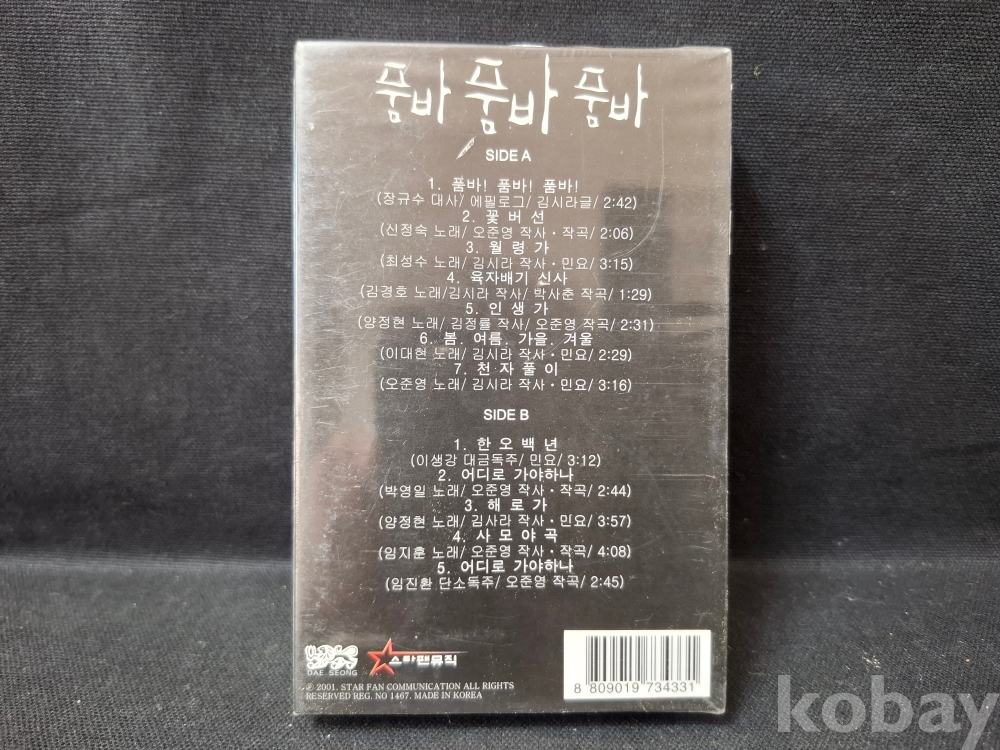 품바 품바 품바
SIDE A
1. 품바! 품바! 품바!
(장규수 대사/ 에필로그/ 김시라글/ 2:42)
2. 꽃 버 선
(신정숙 노래/ 오준영 작사·작곡/ 2:06)
3. 월 령 가
(최성수 노래/ 김시라 작사·민요/ 3:15)
4. 육자배기 신사
(김경호 노래/김시라 작사/ 박사춘 작곡/ 1:29)
5. 인 생 가
(양정현 노래/ 김정률 작사/ 오준영 작곡/ 2:31)
6. 봄. 여름. 가을. 겨울
(이대현 노래/ 김시라 작사·민요/ 2:29)
7. 천 자 풀 이
(오준영 노래/ 김시라 작사·민요/ 3:16)
SIDE B
1. 한 오 백 년
(이생강 대금독주/ 민요/ 3:12)
2. 어디로 가야하나
(박영일 노래/ 오준영 작사·작곡/ 2:44)
3. 해 로 가
(양정현 노래/ 김사라 작사·민요/ 3:57)
4. 사 모 야 곡
(임지훈 노래/ 오준영 작사·작곡/ 4:08)
5. 어디로 가야하나
(임진환 단소독주/ 오준영 작곡/ 2:45)
DAE SEONG
스타팬뮤직
℗ 2001. STAR FAN COMMUNICATION ALL RIGHTS
RESERVED REG. NO 1467. MADE IN KOREA
8 809019 734331
kobay